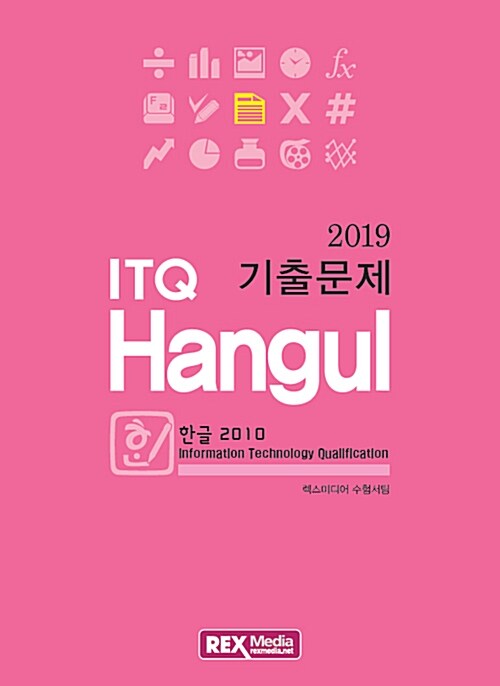 2019
ITQ 기출문제
Hangul
한글 2010
Information Technology Qualification
렉스미디어 수험서팀
REX Media
rexmedia.net